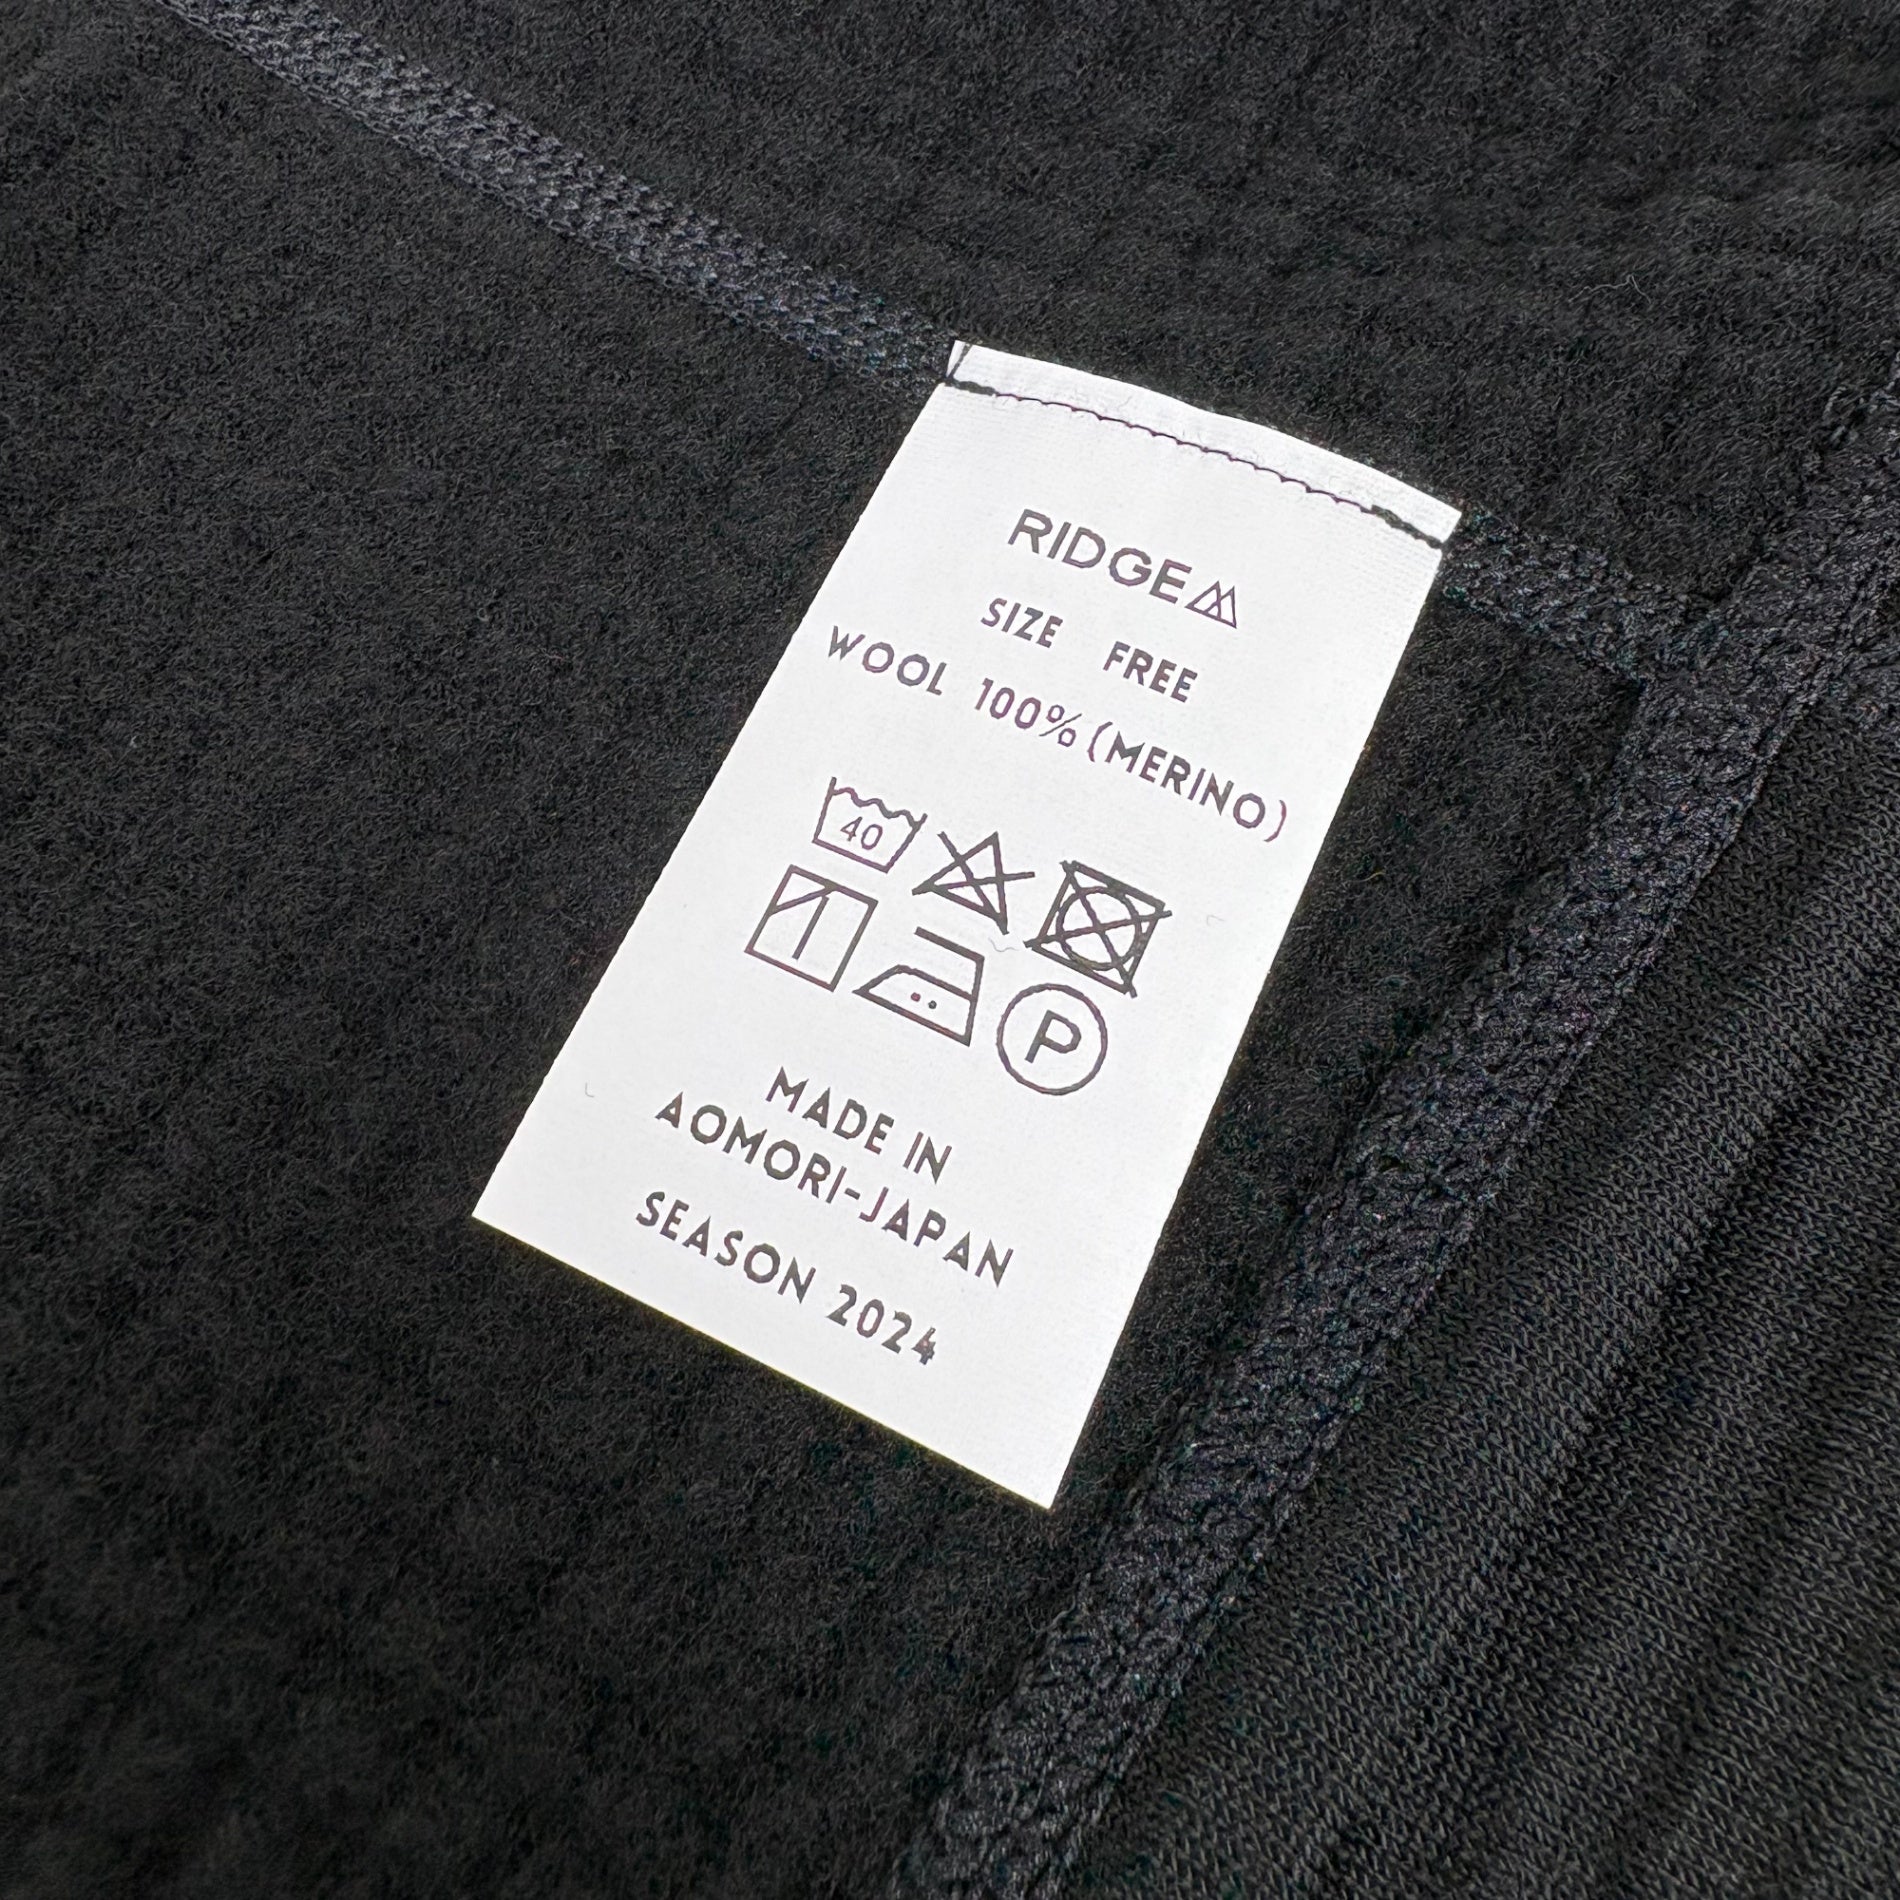 RIDGE
SIZE FREE
WOOL 100% (MERINO)
40
P
MADE IN
AOMORI-JAPAN
SEASON 2024